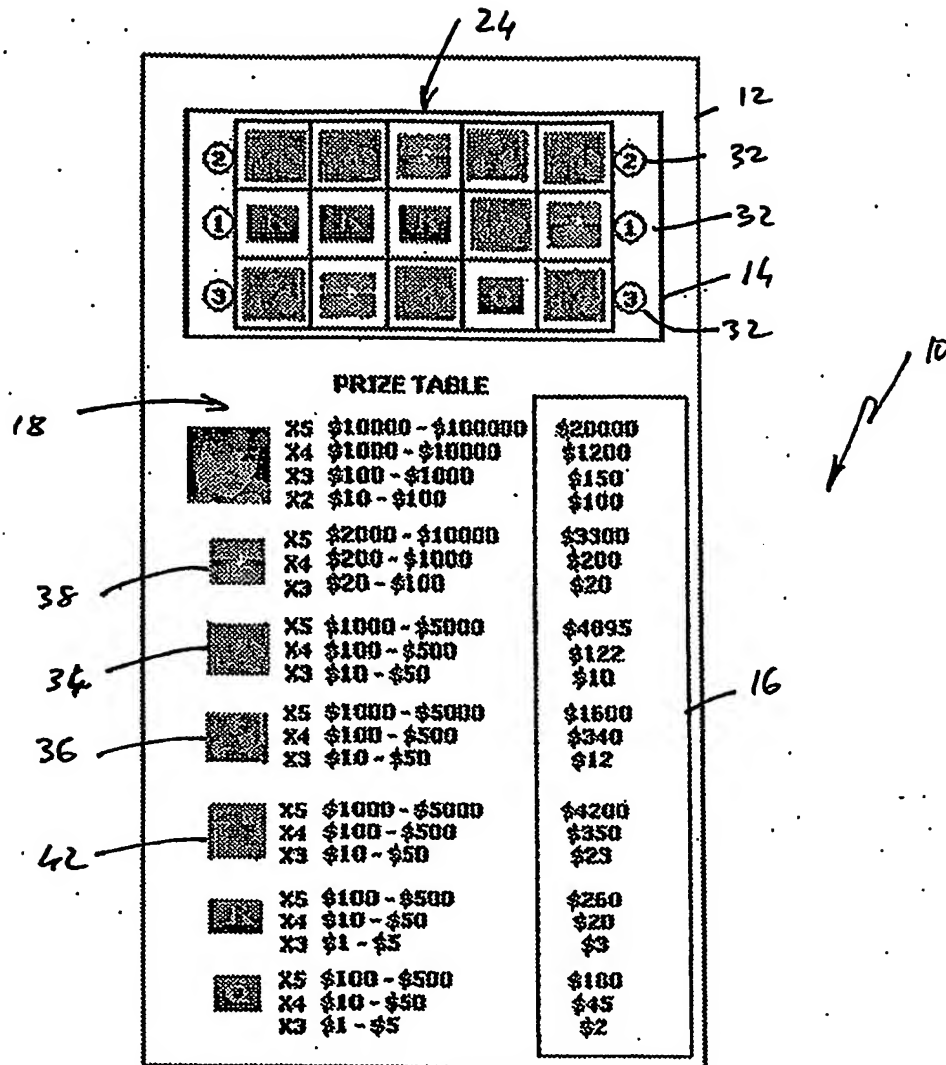 24
12
② ② 32
① ① 32
③ ③ 14
32
10
PRIZE TABLE
18
X5 $10000-$100000 $20000
X4 $1000-$10000 $1200
X3 $100-$1000 $150
X2 $10-$100 $100
X5 $2000-$10000 $3300
X4 $200-$1000 $200
X3 $20-$100 $20
38
X5 $1000-$5000 $4095
X4 $100-$500 $122
X3 $10-$50 $10
34
16
X5 $1000-$5000 $1600
X4 $100-$500 $340
X3 $10-$50 $12
36
X5 $1000-$5000 $4200
X4 $100-$500 $350
X3 $10-$50 $23
42
X5 $100-$500 $260
X4 $10-$50 $20
X3 $1-$5 $3
X5 $100-$500 $180
X4 $10-$50 $45
X3 $1-$5 $2